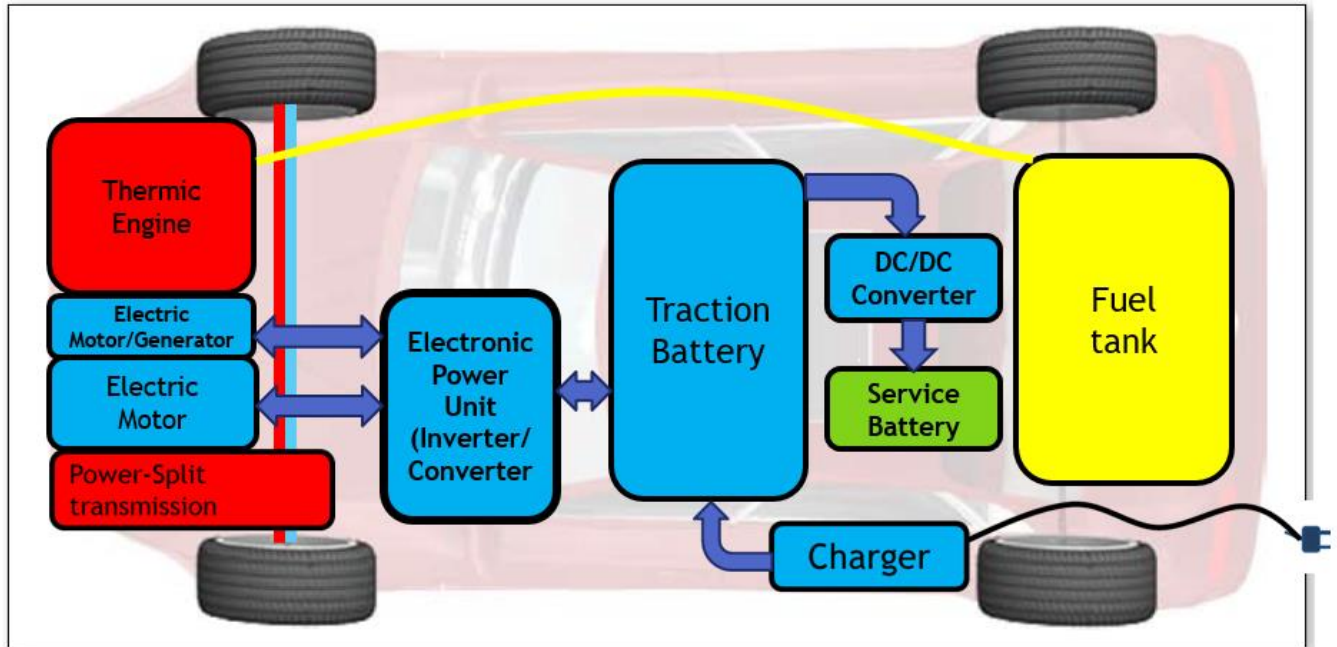 Thermic
Engine
Electric
Motor/Generator
Electric
Motor
Power-Split
transmission
Electronic
Power
Unit
(Inverter/
Converter
Traction
Battery
DC/DC
Converter
Service
Battery
Fuel
tank
Charger